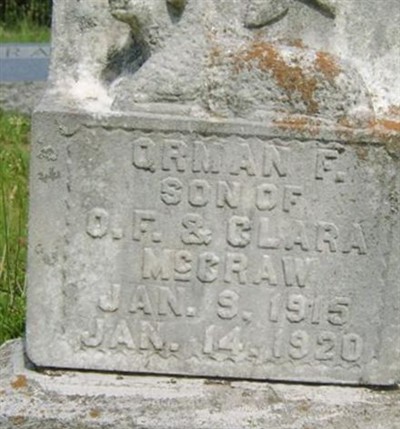 ORMAN F.
SON OF
O. F. & CLARA
McGRAW
JAN. 9, 1915
JAN. 14, 1920